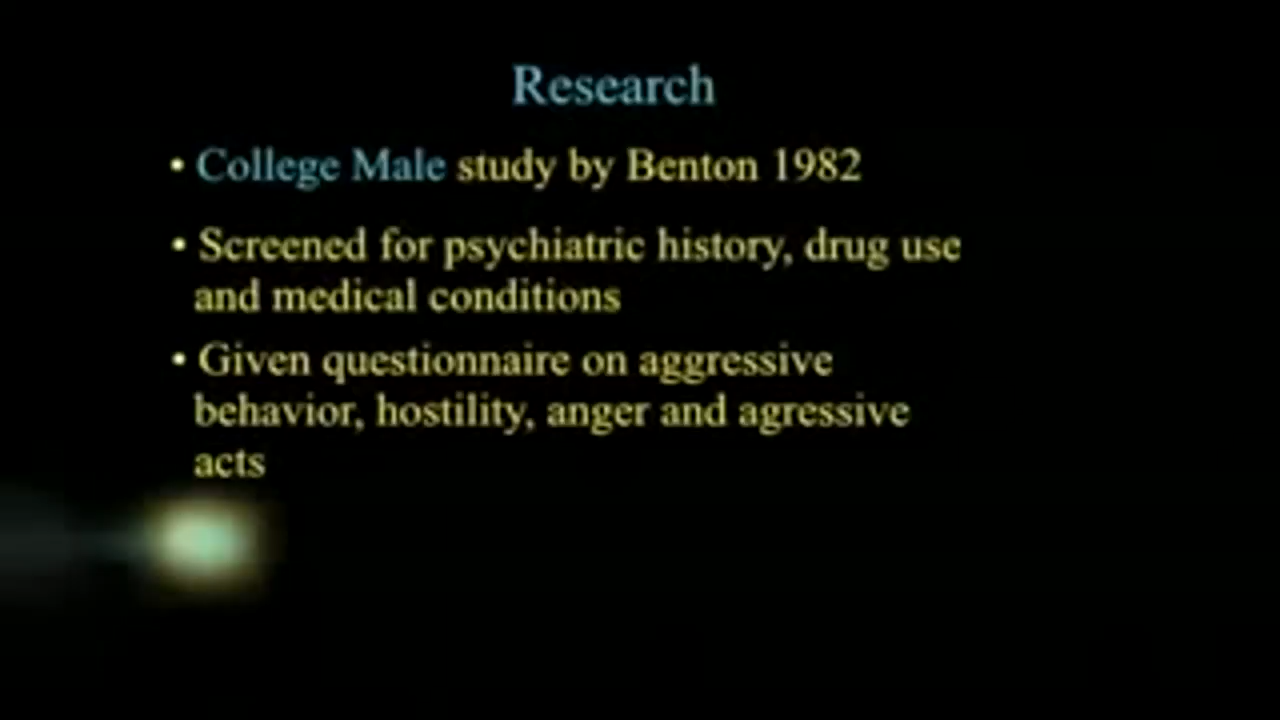 Research
• College Male study by Benton 1982
• Screened for psychiatric history, drug use
and medical conditions
• Given questionnaire on aggressive
behavior, hostility, anger and agressive
acts